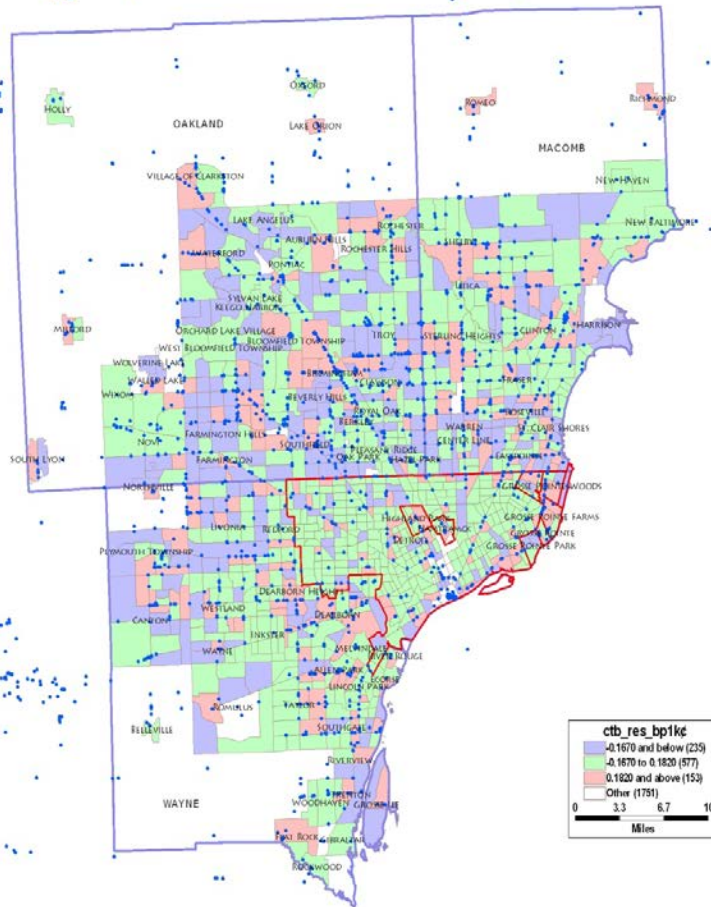 OXFORD
HOLLY
OAKLAND
LAKE ORION
ROMEO
RICHMOND
MACOMB
VILLAGE OF CLARKSTON
NEW HAVEN
LAKE ANGELUS
ROCHESTER
NEW BALTIMORE
AUBURN HILLS
ROCHESTER HILLS
SHELBY
WATERFORD
PONTIAC
UTICA
SYLVAN LAKE
KEEGO HARBOR
MILFORD
ORCHARD LAKE VILLAGE
TROY
STERLING HEIGHTS
CLINTON
HARRISON
WEST BLOOMFIELD TOWNSHIP
BLOOMFIELD TOWNSHIP
WOLVERINE LAKE
WALLED LAKE
BIRMINGHAM
CLAWSON
FRASER
WIXOM
BEVERLY HILLS
ROYAL OAK
BERKLEY
ROSEVILLE
ST. CLAIR SHORES
NOVI
FARMINGTON HILLS
SOUTHFIELD
PLEASANT RIDGE
WARREN
CENTER LINE
SOUTH LYON
FARMINGTON
OAK PARK
HAZEL PARK
EASTPOINTE
NORTHVILLE
GROSSE POINTE WOODS
LIVONIA
REDFORD
HIGHLAND PARK
HAMTRAMCK
GROSSE POINTE FARMS
DETROIT
GROSSE POINTE
GROSSE POINTE PARK
PLYMOUTH TOWNSHIP
DEARBORN HEIGHTS
WESTLAND
DEARBORN
CANTON
INKSTER
WAYNE
MELVINDALE
RIVER ROUGE
ALLEN PARK
ECORSE
LINCOLN PARK
ROMULUS
TAYLOR
BELLEVILLE
SOUTHGATE
RIVERVIEW
WAYNE
TRENTON
WOODHAVEN
GROSSE ILE
FLAT ROCK
GIBRALTAR
ROCKWOOD
ctb_res_bp1k¢
-0.1670 and below (235)
-0.1670 to 0.1820 (577)
0.1820 and above (153)
Other (1751)
0 3.3 6.7 10
Miles